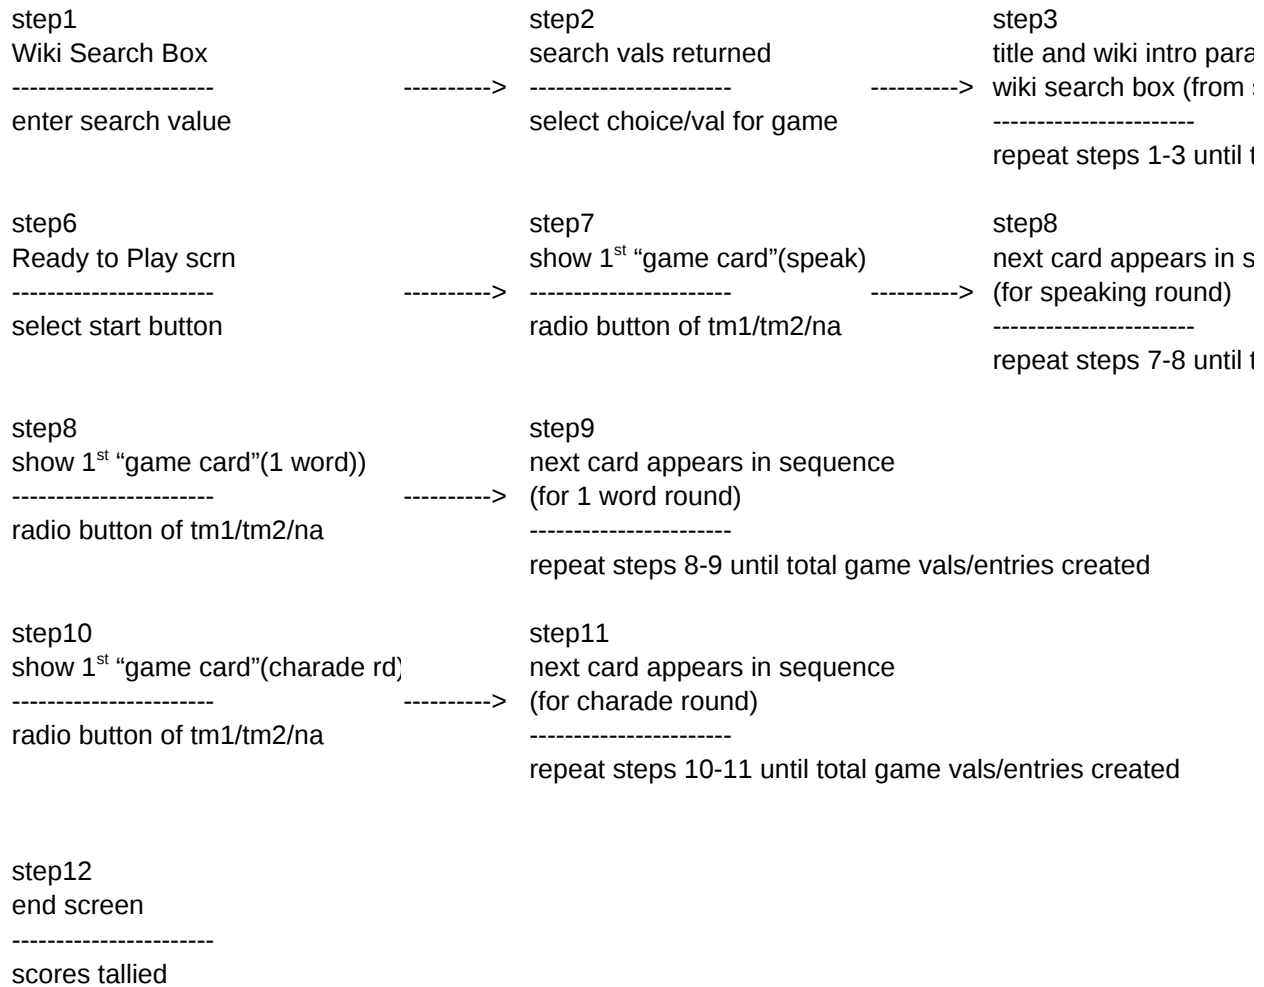 step1
Wiki Search Box
-----------------------
enter search value
---------->
step2
search vals returned
-----------------------
select choice/val for game
---------->
step3
title and wiki intro para
wiki search box (from
-----------------------
repeat steps 1-3 until
step6
Ready to Play scrn
-----------------------
select start button
---------->
step7
show 1st “game card”(speak)
-----------------------
radio button of tm1/tm2/na
---------->
step8
next card appears in s
(for speaking round)
-----------------------
repeat steps 7-8 until
step8
show 1st “game card”(1 word))
-----------------------
radio button of tm1/tm2/na
---------->
step9
next card appears in sequence
(for 1 word round)
-----------------------
repeat steps 8-9 until total game vals/entries created
step10
show 1st “game card”(charade rd)
-----------------------
radio button of tm1/tm2/na
---------->
step11
next card appears in sequence
(for charade round)
-----------------------
repeat steps 10-11 until total game vals/entries created
step12
end screen
-----------------------
scores tallied